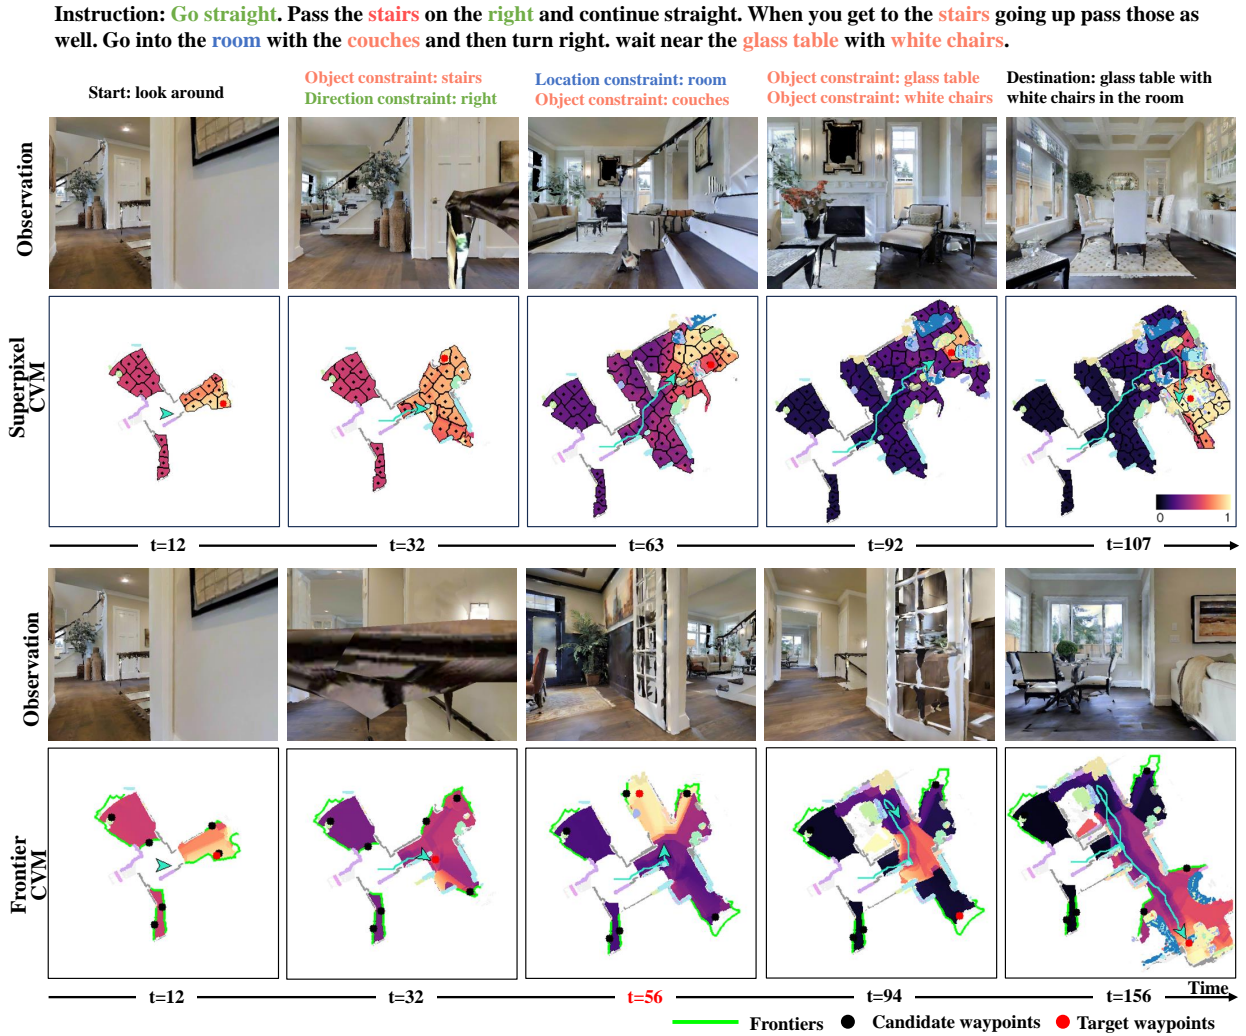 Instruction: Go straight. Pass the stairs on the right and continue straight. When you get to the stairs going up pass those as
well. Go into the room with the couches and then turn right. wait near the glass table with white chairs.
Start: look around
Object constraint: stairs
Direction constraint: right
Location constraint: room
Object constraint: couches
Object constraint: glass table
Object constraint: white chairs
Destination: glass table with
white chairs in the room
Observation
Superpixel
CVM
0
1
t=12
t=32
t=63
t=92
t=107
Observation
Frontier
CVM
t=12
t=32
t=56
t=94
t=156
Time
Frontiers
Candidate waypoints
Target waypoints